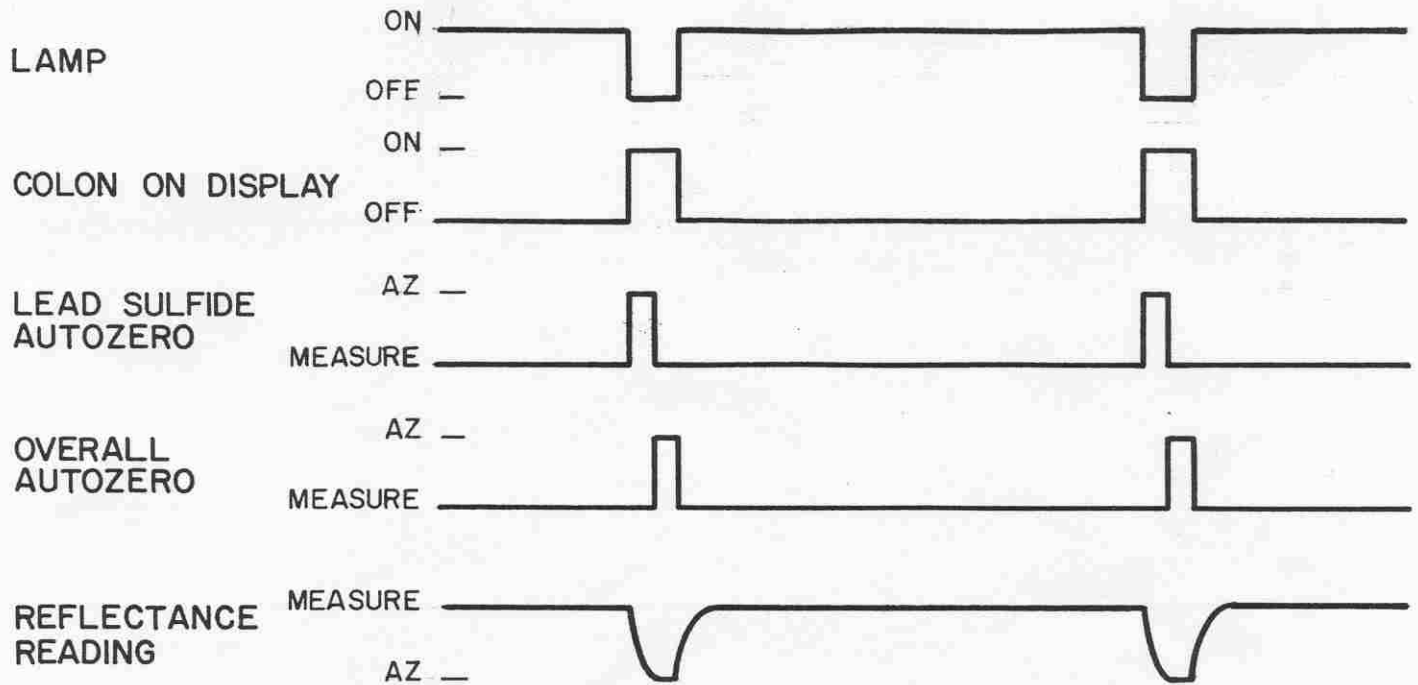 LAMP
ON
OFF
COLON ON DISPLAY
ON
OFF
LEAD SULFIDE
AUTOZERO
AZ
MEASURE
OVERALL
AUTOZERO
AZ
MEASURE
REFLECTANCE
READING
MEASURE
AZ